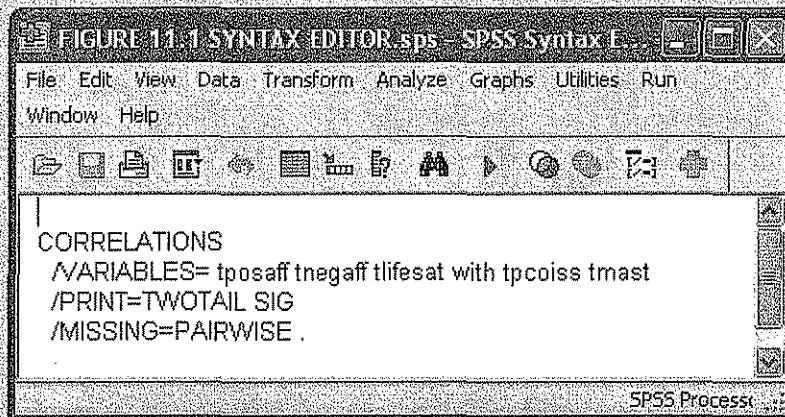 FIGURE 11.1 SYNTAX EDITOR.sps - SPSS Syntax E...
File Edit View Data Transform Analyze Graphs Utilities Run
Window Help
CORRELATIONS
/VARIABLES= tposaff tnegaff tlifesat with tpcoiss tmast
/PRINT=TWOTAIL SIG
/MISSING=PAIRWISE .
.
SPSS Processo